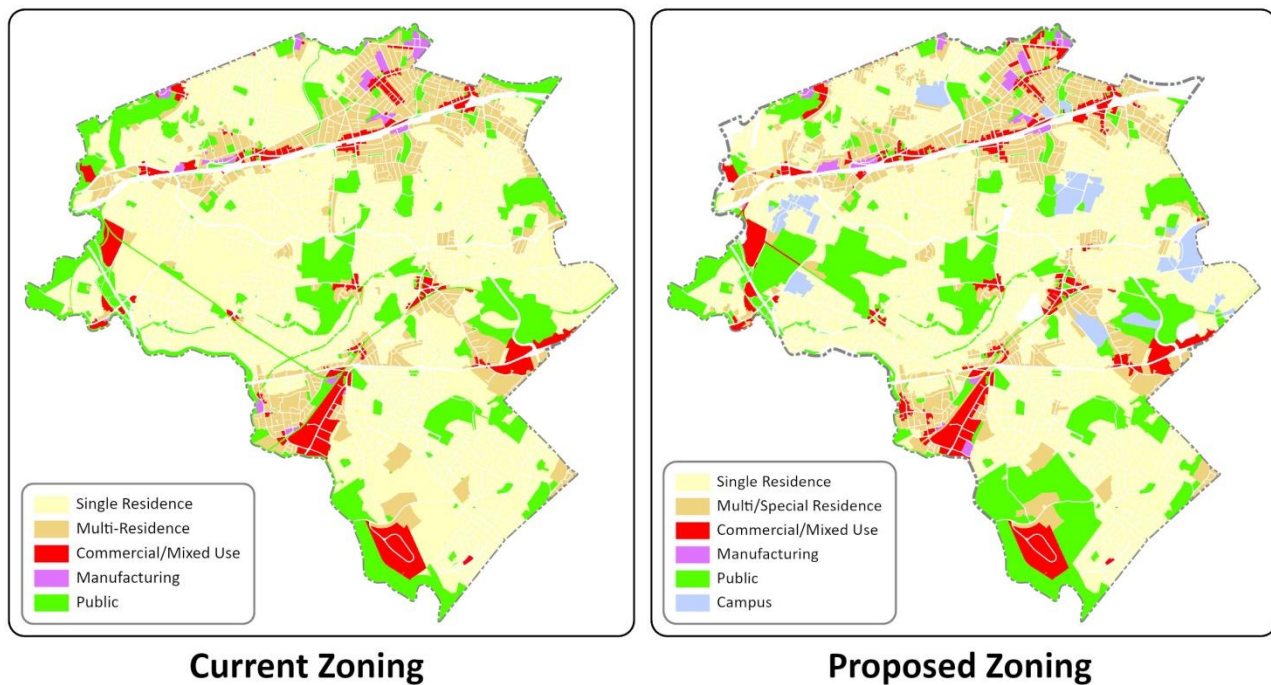 Single Residence
Multi-Residence
Commercial/Mixed Use
Manufacturing
Public
Single Residence
Multi/Special Residence
Commercial/Mixed Use
Manufacturing
Public
Campus
Current Zoning
Proposed Zoning